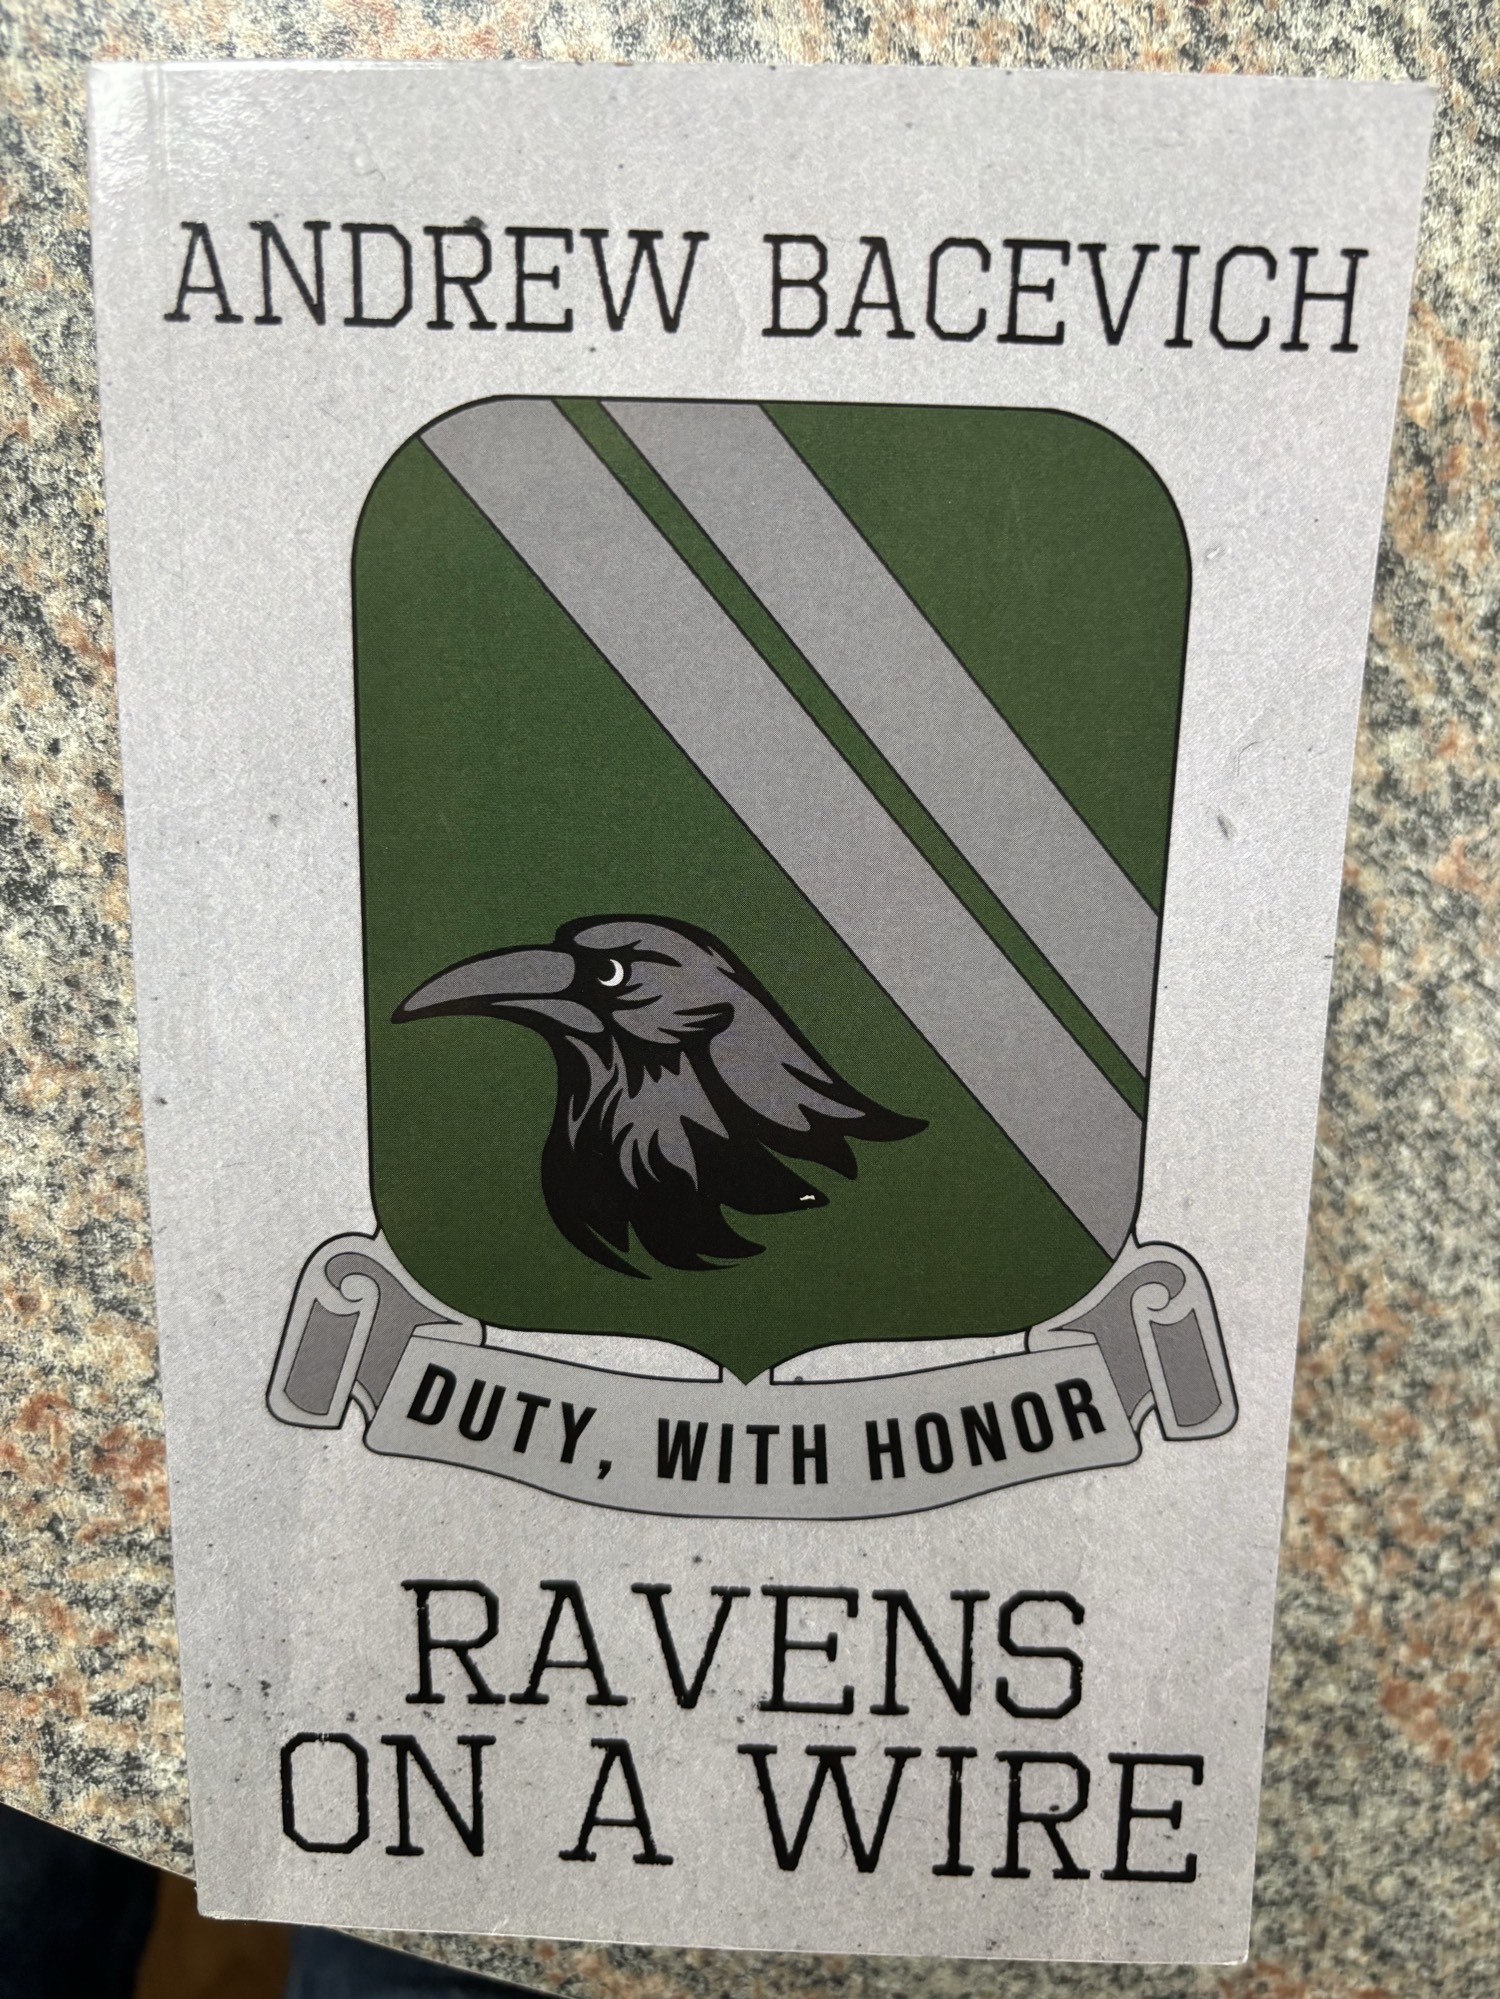 ANDREW BACEVICH
DUTY, WITH HONOR
RAVENS
ON A WIRE